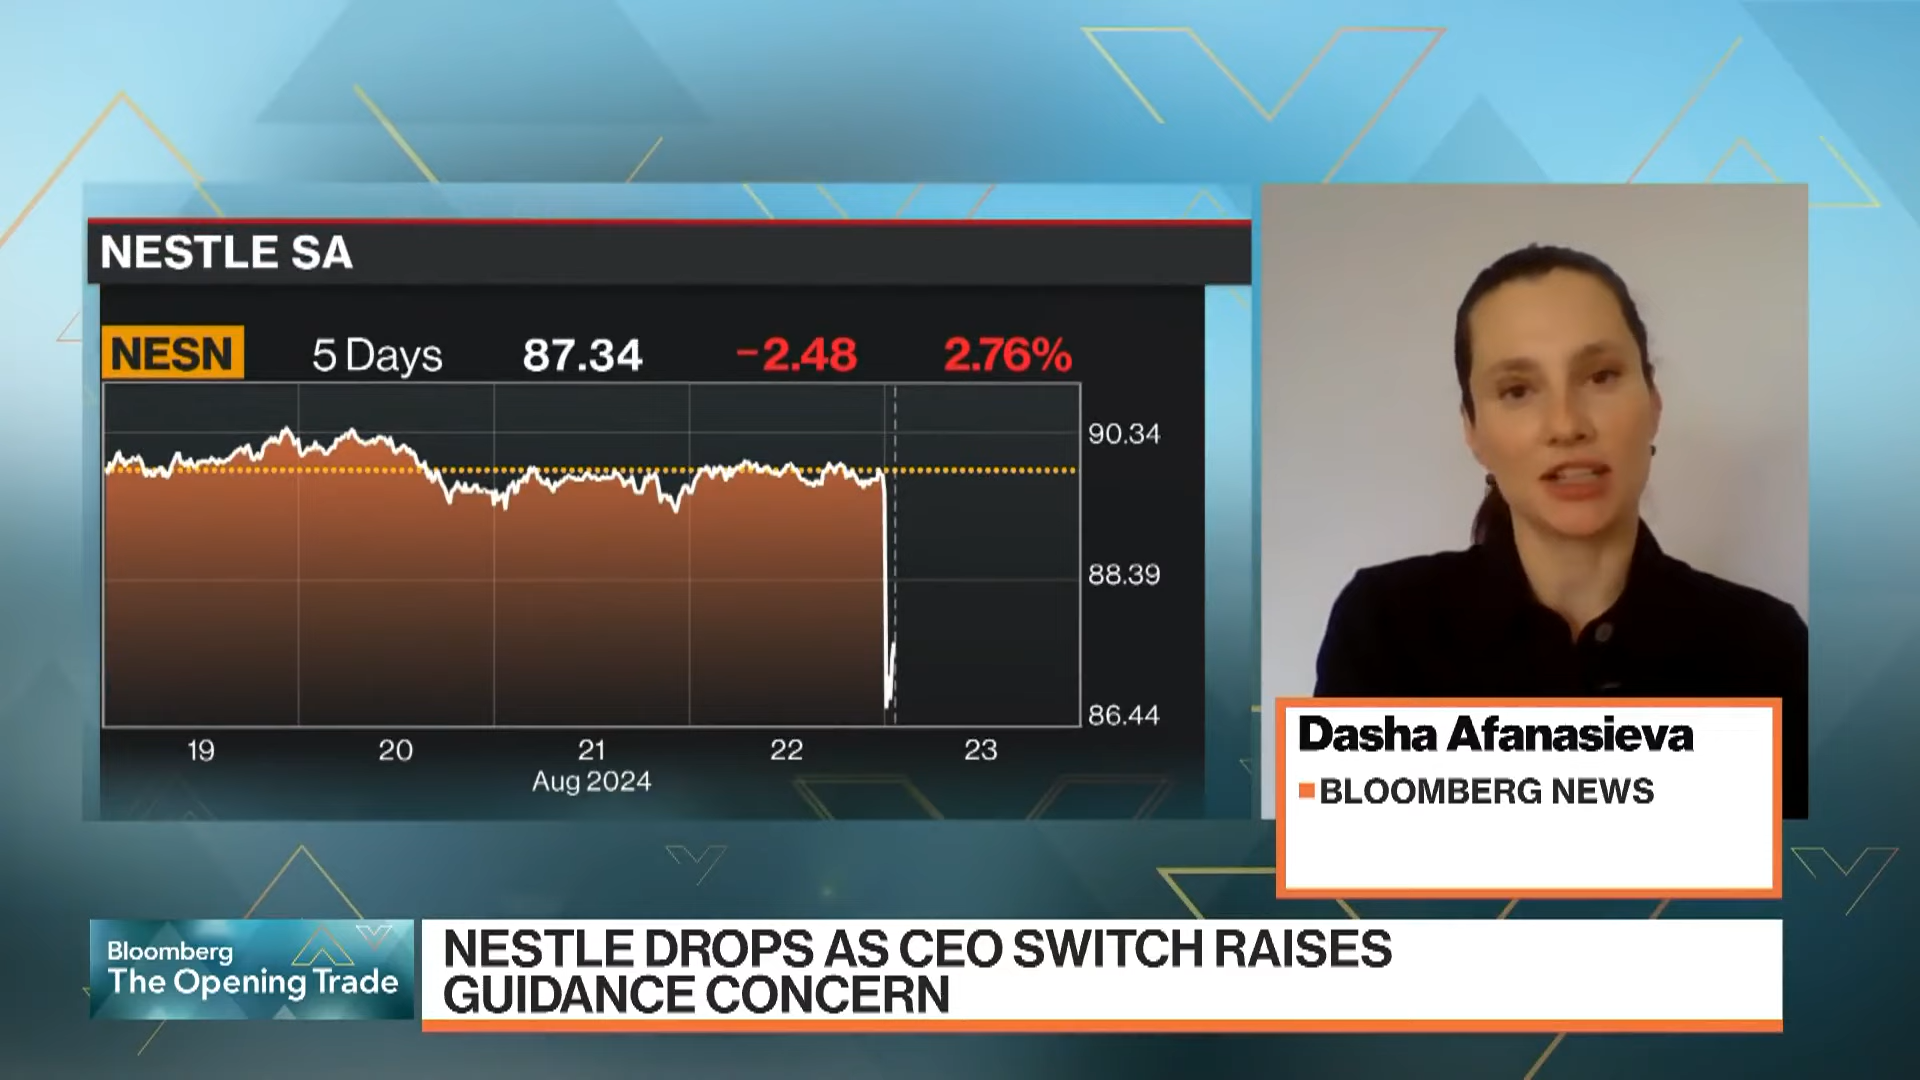 NESTLE SA
NESN 5 Days 87.34 -2.48 2.76%
90.34
88.39
86.44
19 20 21 22 23
Aug 2024
Dasha Afanasieva
BLOOMBERG NEWS
Bloomberg
The Opening Trade
NESTLE DROPS AS CEO SWITCH RAISES
GUIDANCE CONCERN